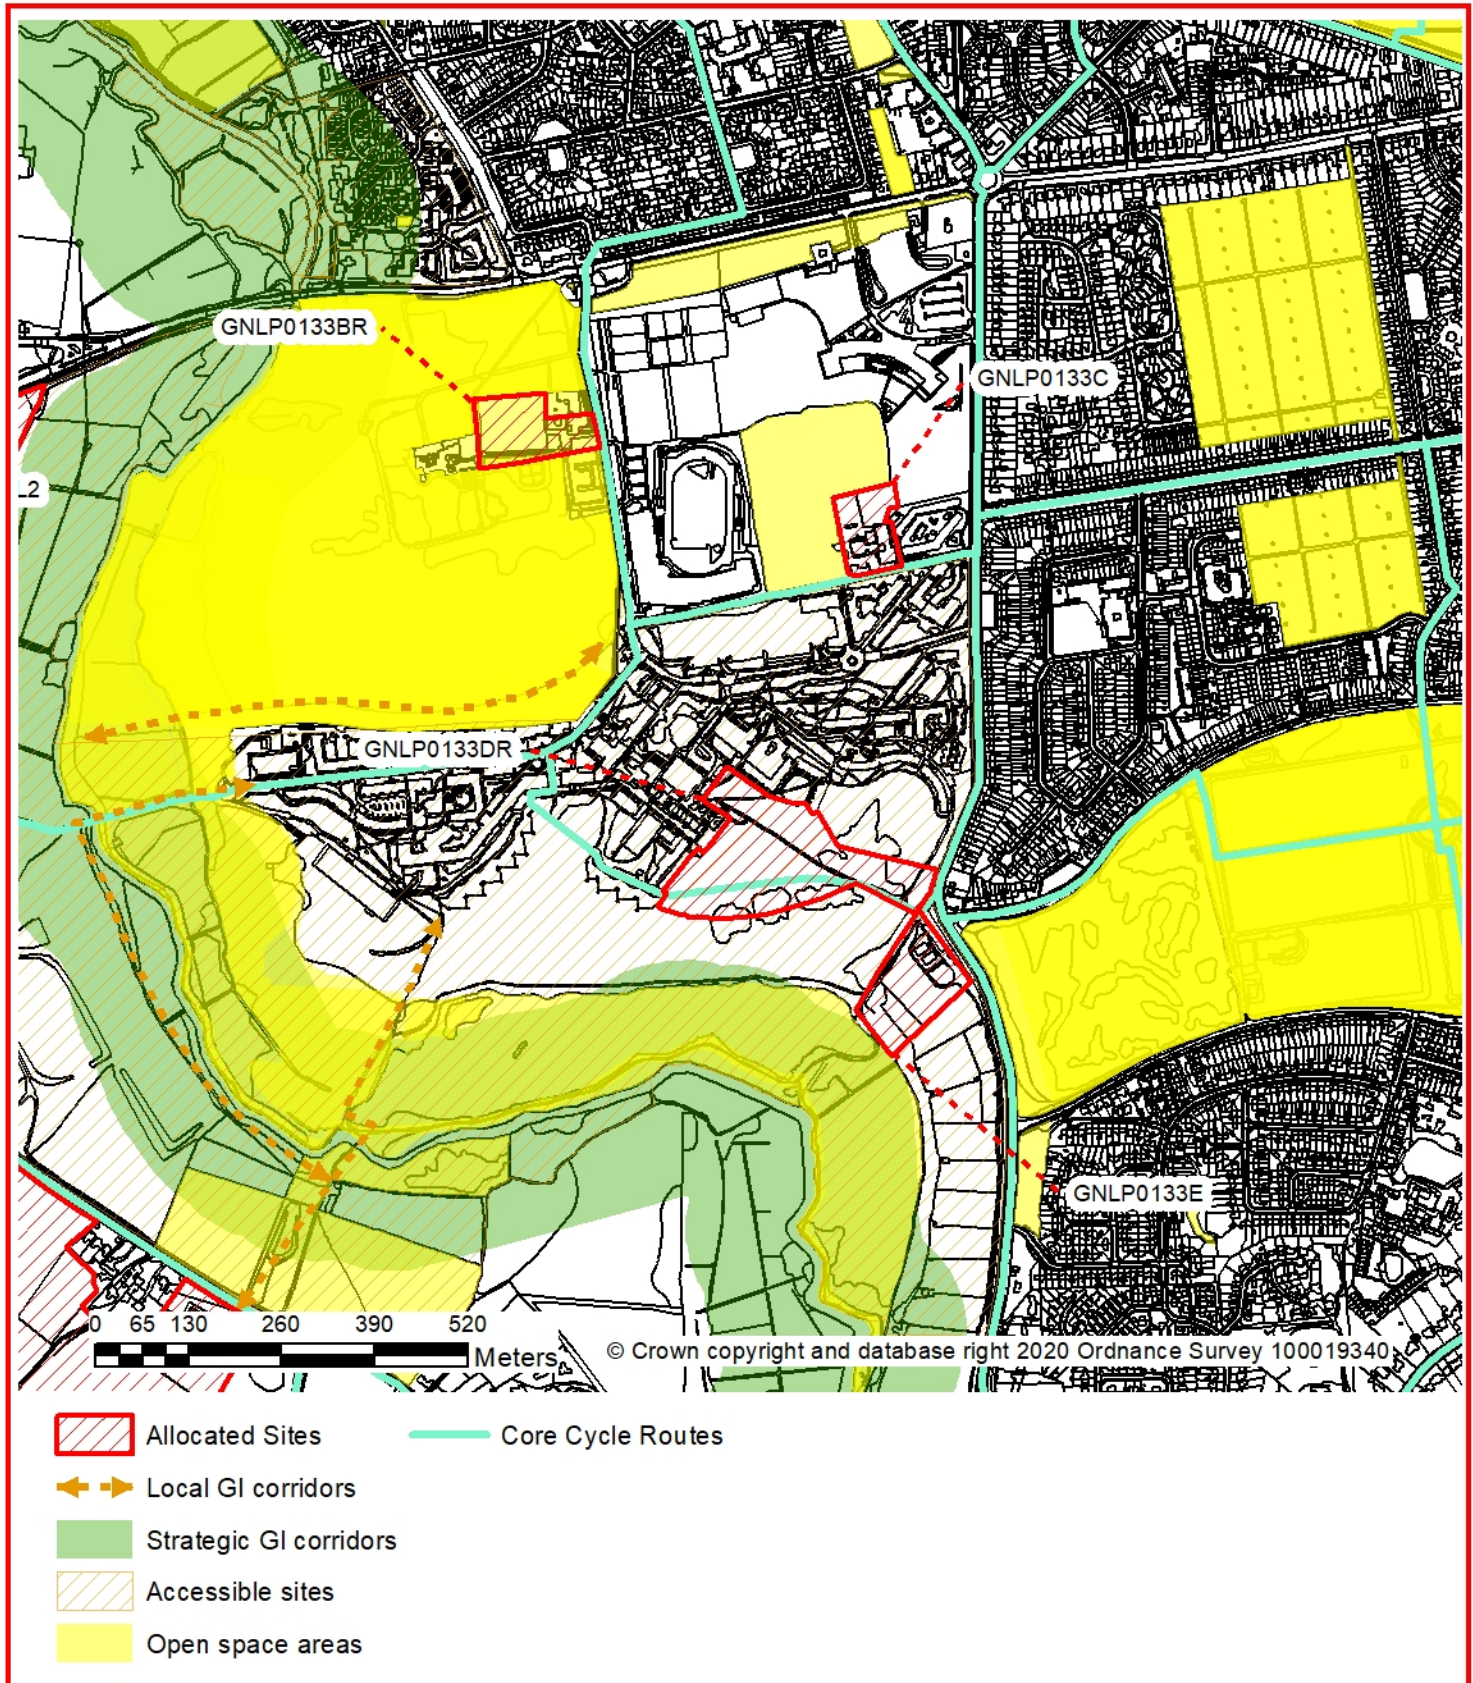 GNLP0133BR
GNLP0133C
L2
GNLP0133DR
GNLP0133E
0 65 130 260 390 520
Meters
© Crown copyright and database right 2020 Ordnance Survey 100019340
Allocated Sites
Core Cycle Routes
Local GI corridors
Strategic GI corridors
Accessible sites
Open space areas